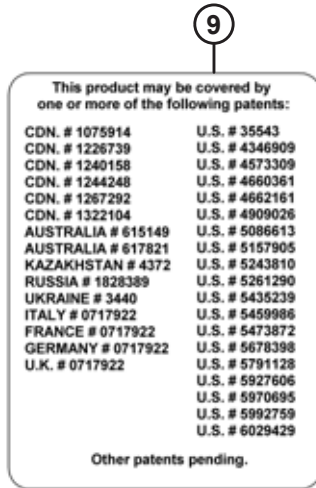 9
This product may be covered by
one or more of the following patents:
CDN. # 1075914
CDN. # 1226739
CDN. # 1240158
CDN. # 1244248
CDN. # 1267292
CDN. # 1322104
AUSTRALIA # 615149
AUSTRALIA # 617821
KAZAKHSTAN # 4372
RUSSIA # 1828389
UKRAINE # 3440
ITALY # 0717922
FRANCE # 0717922
GERMANY # 0717922
U.K. # 0717922
U.S. # 35543
U.S. # 4346909
U.S. # 4573309
U.S. # 4660361
U.S. # 4662161
U.S. # 4909026
U.S. # 5086613
U.S. # 5157905
U.S. # 5243810
U.S. # 5261290
U.S. # 5435239
U.S. # 5459986
U.S. # 5473872
U.S. # 5678398
U.S. # 5791128
U.S. # 5927606
U.S. # 5970695
U.S. # 5992759
U.S. # 6029429
Other patents pending.